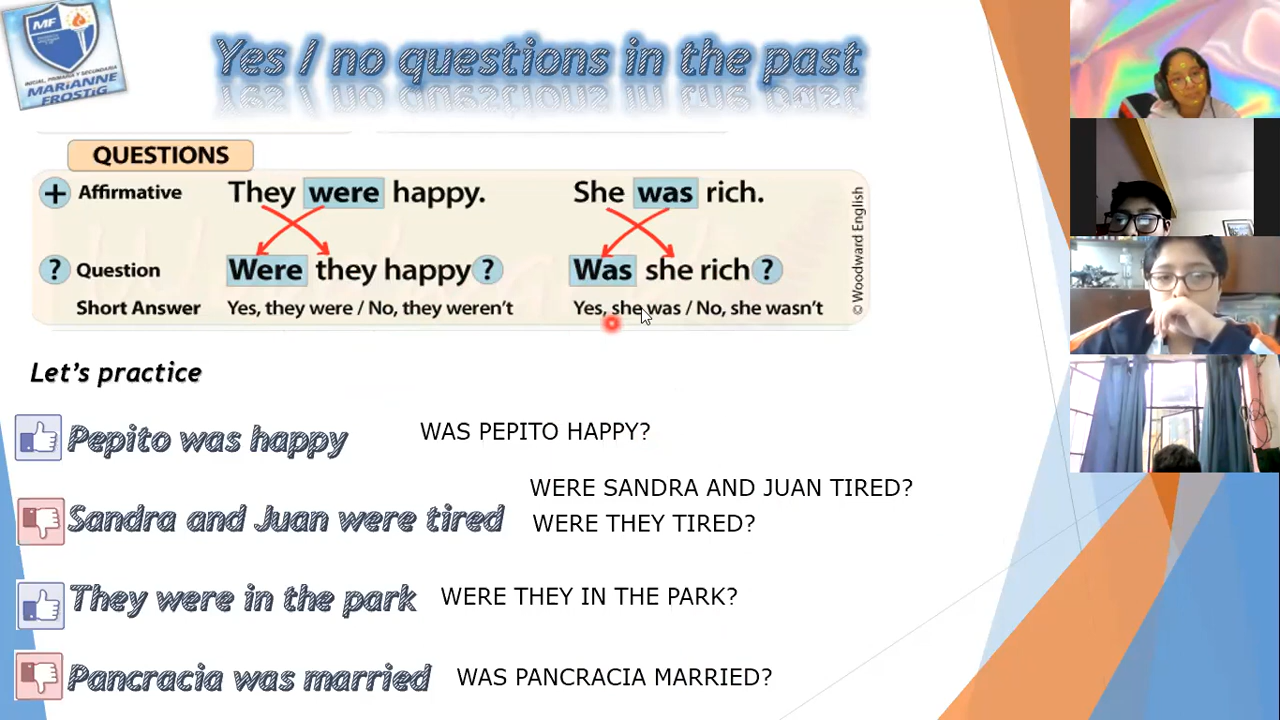 MF
INICIAL, PRIMARIA Y SECUNDARIA
MARIANNE
FROSTIG
Yes / no questions in the past
QUESTIONS
+ Affirmative They were happy. She was rich.
? Question Were they happy? Was she rich?
Short Answer Yes, they were / No, they weren't Yes, she was / No, she wasn't
© Woodward English
Let's practice
Pepito was happy WAS PEPITO HAPPY?
WERE SANDRA AND JUAN TIRED?
Sandra and Juan were tired WERE THEY TIRED?
They were in the park WERE THEY IN THE PARK?
Pancracia was married WAS PANCRACIA MARRIED?